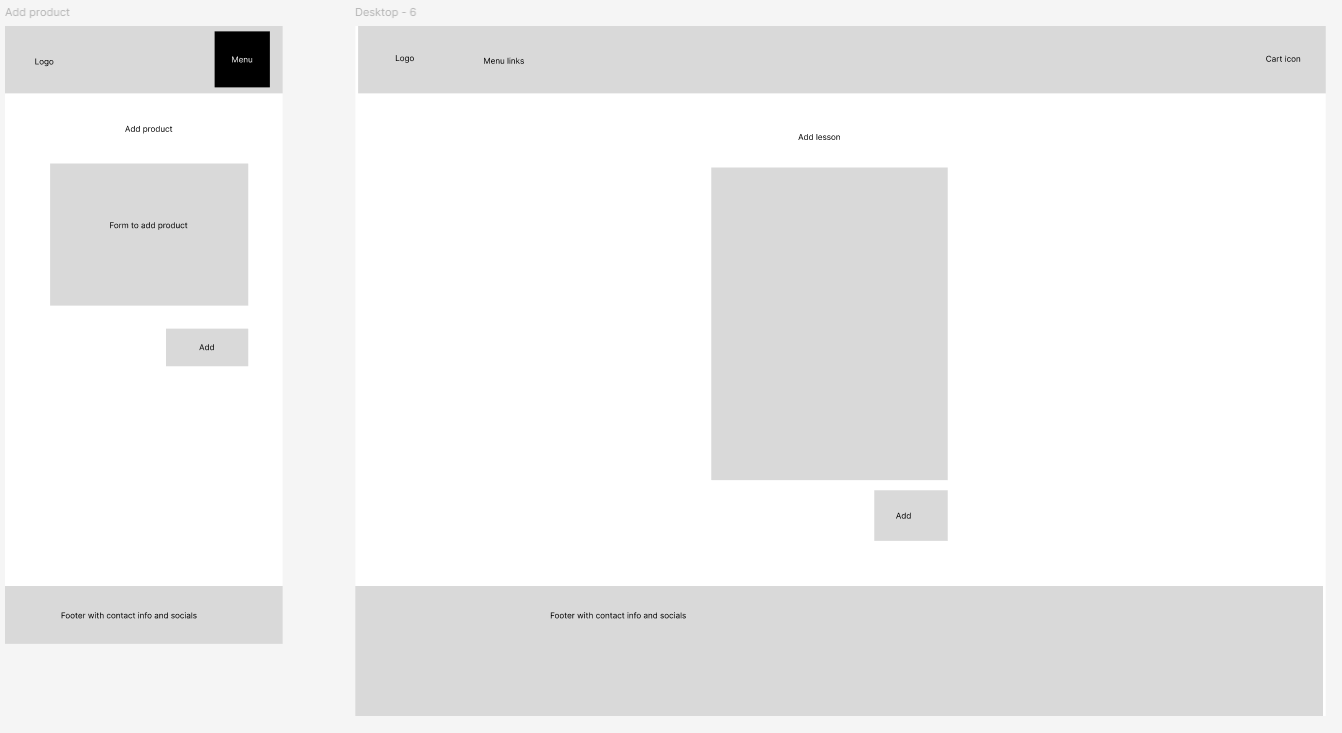 Add product
Logo
Menu
Add product
Form to add product
Add
Footer with contact info and socials
Desktop - 6
Logo
Menu links
Cart icon
Add lesson
Add
Footer with contact info and socials